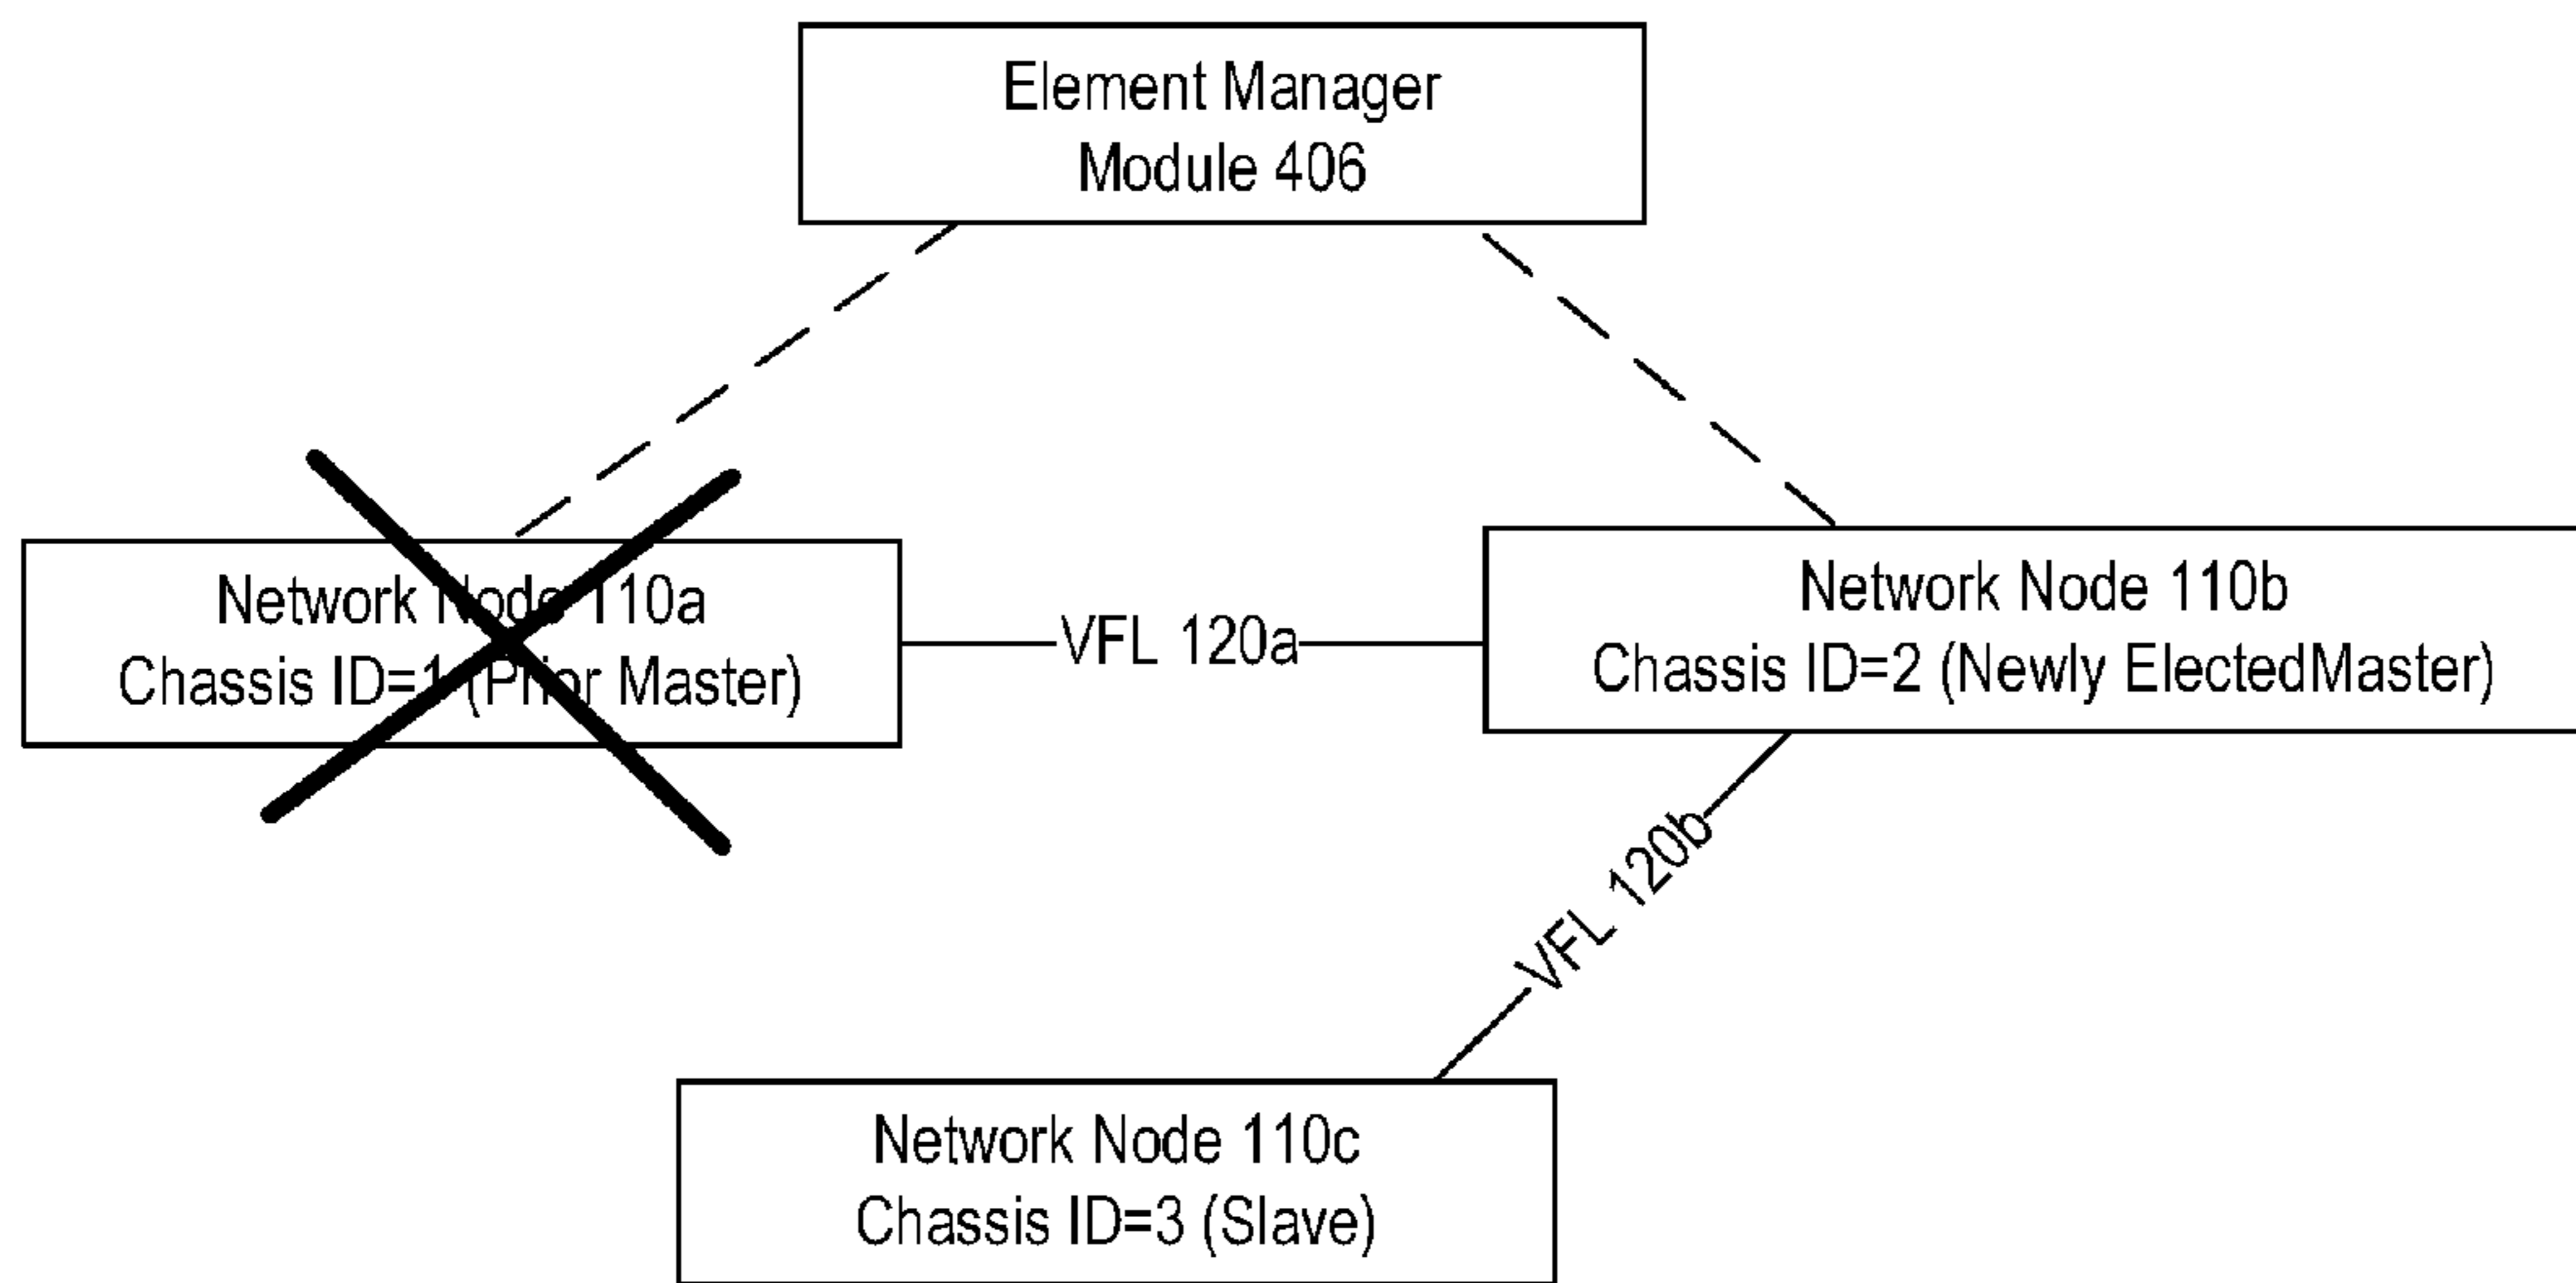 Element Manager
Module 406
Network Node 110a
Chassis ID=1 (Prior Master)
VFL 120a
Network Node 110b
Chassis ID=2 (Newly ElectedMaster)
VFL 120b
Network Node 110c
Chassis ID=3 (Slave)